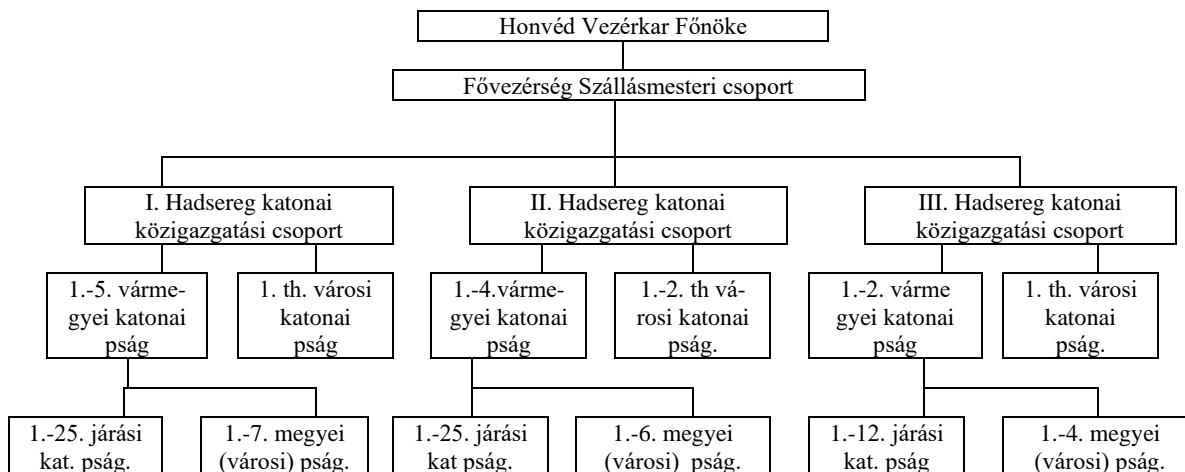 Honvéd Vezérkar Főnöke
Fővezérség Szállásmesteri csoport
I. Hadsereg katonai
közigazgatási csoport
II. Hadsereg katonai
közigazgatási csoport
III. Hadsereg katonai
közigazgatási csoport
1.-5. várme-
gyei katonai
pság
1. th. városi
katonai
pság
1.-4.várme-
gyei katonai
pság
1.-2. th vá-
rosi katonai
pság.
1.-2. várme
gyei katonai
pság
1. th. városi
katonai
pság.
1.-25. járási
kat. pság.
1.-7. megyei
(városi) pság.
1.-25. járási
kat pság.
1.-6. megyei
(városi) pság.
1.-12. járási
kat. pság
1.-4. megyei
(városi) pság.